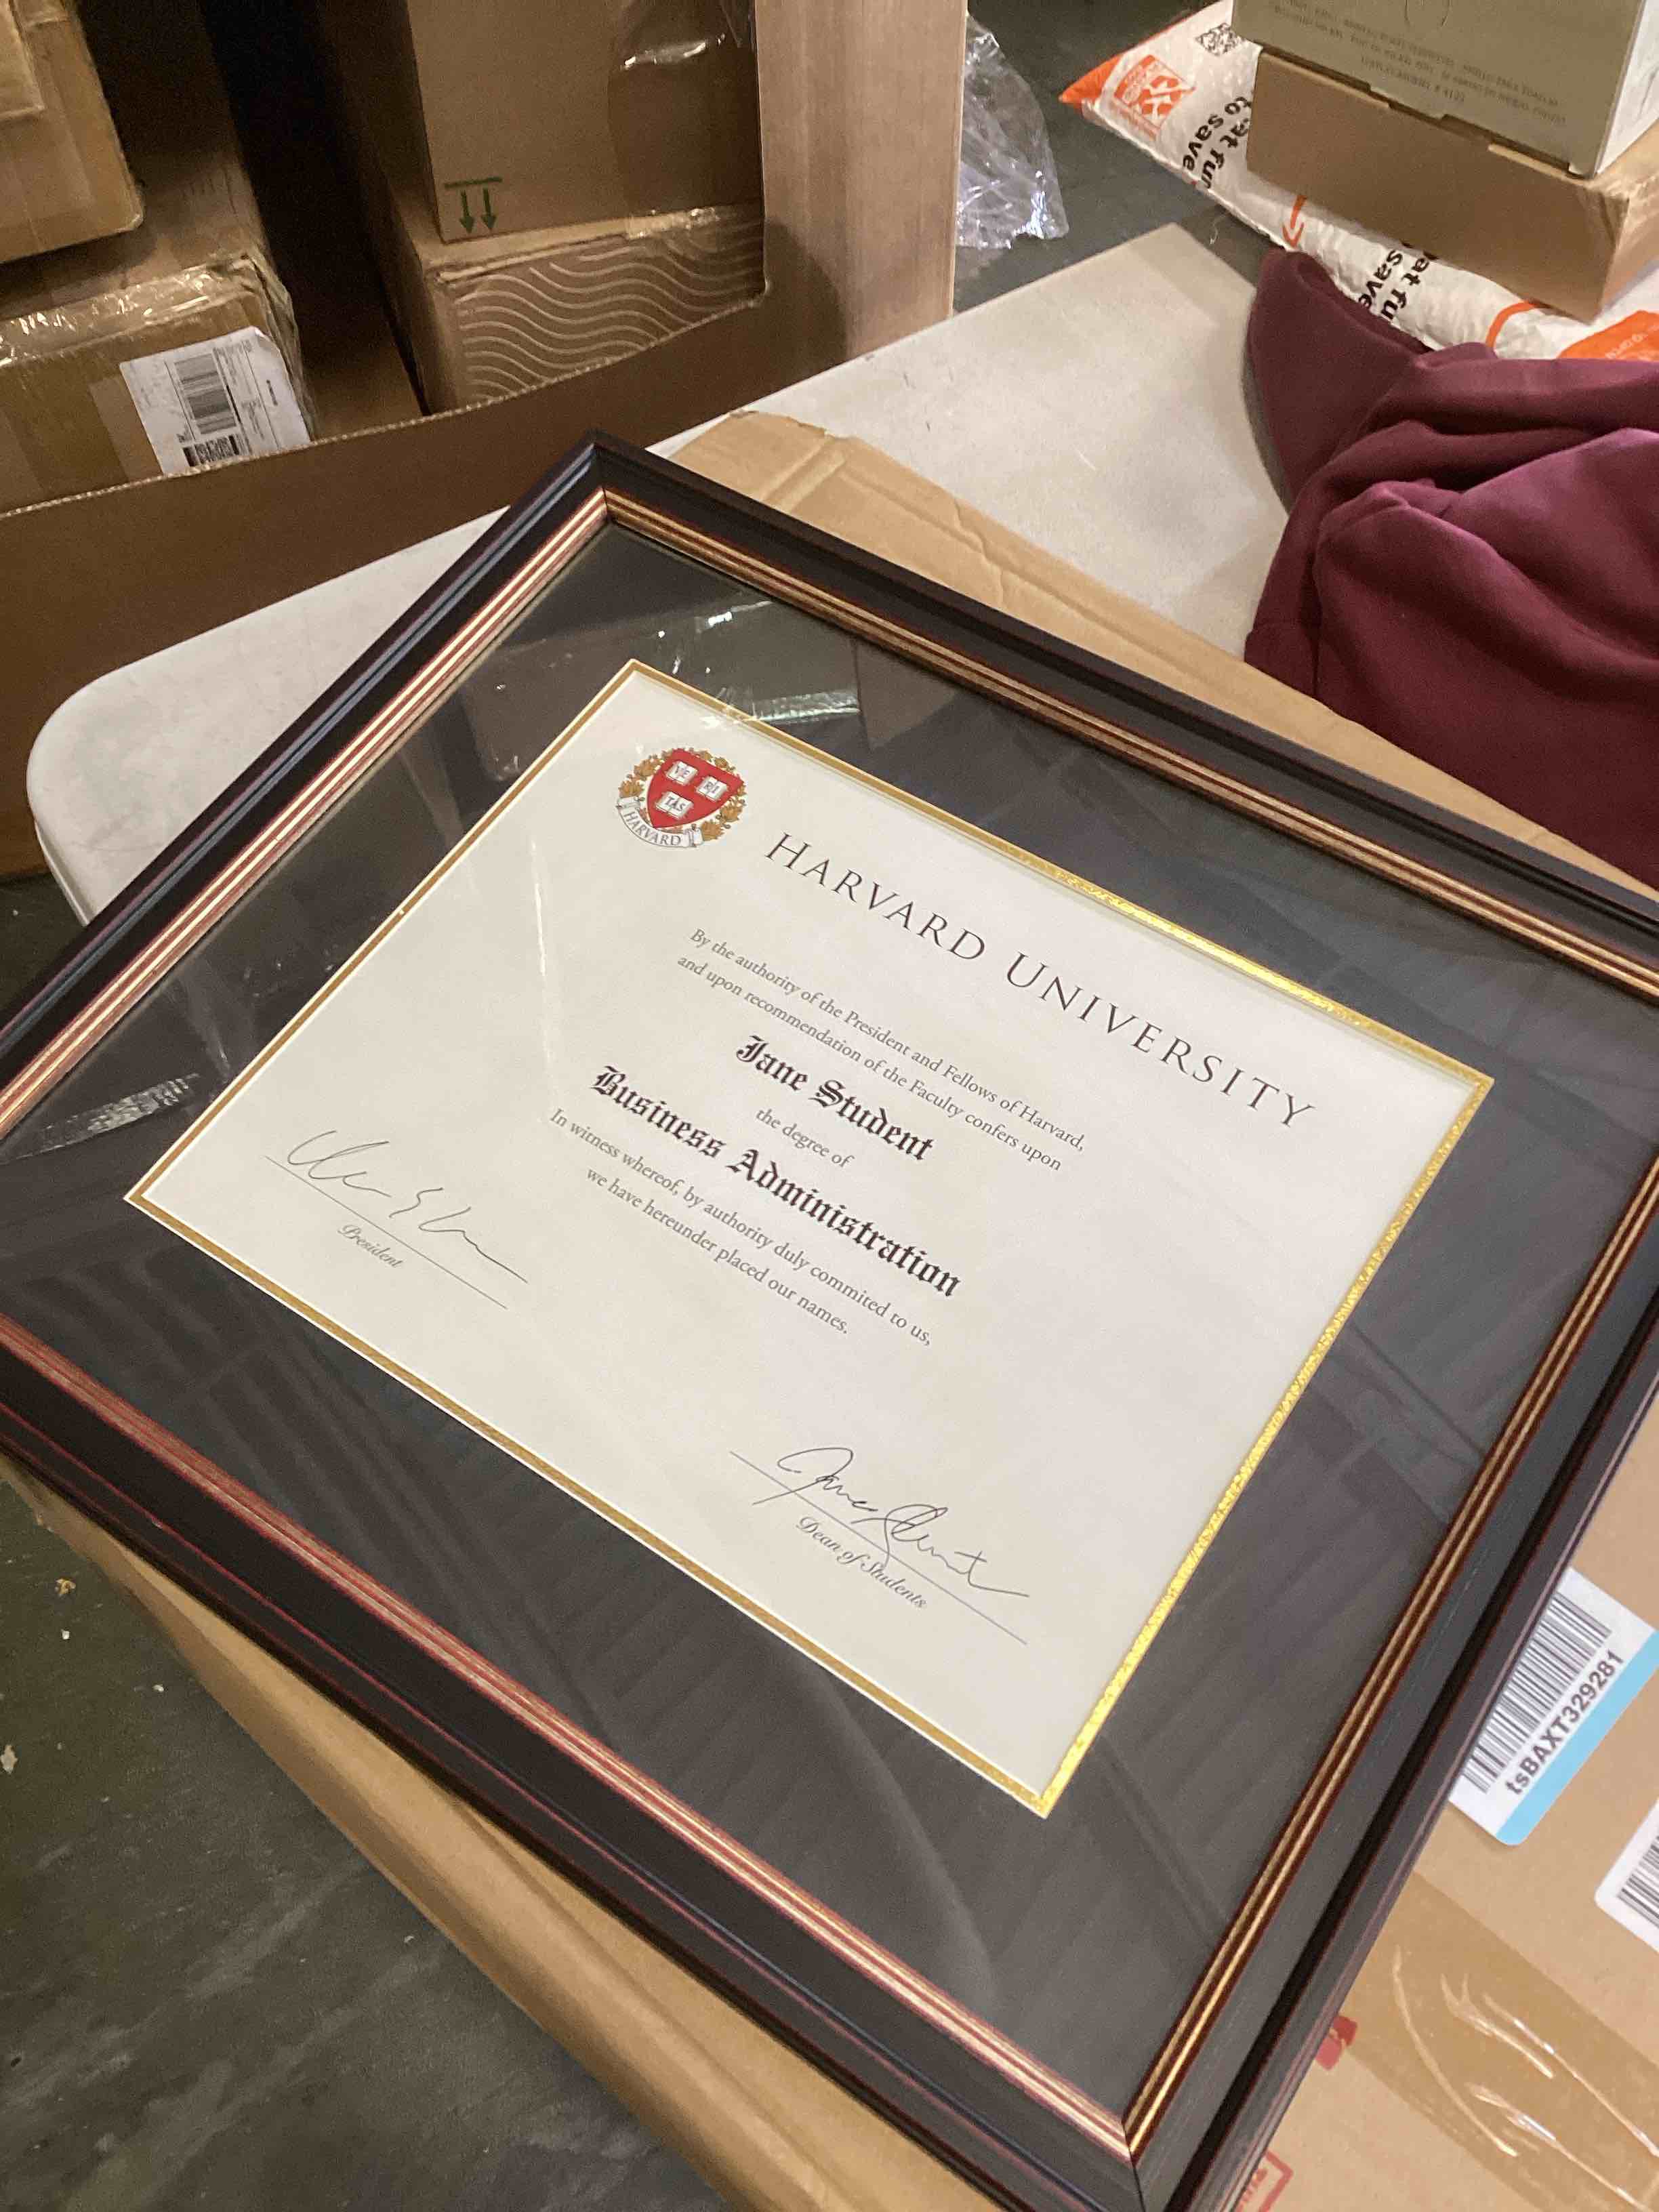 VE RI
TAS
HARVARD
HARVARD UNIVERSITY
By the authority of the President and Fellows of Harvard,
and upon recommendation of the Faculty confers upon
Jane Student
the degree of
Business Administration
In witness whereof, by authority duly commited to us,
we have hereunder placed our names.
President
Dean of Students
tsBAXT329281
to save